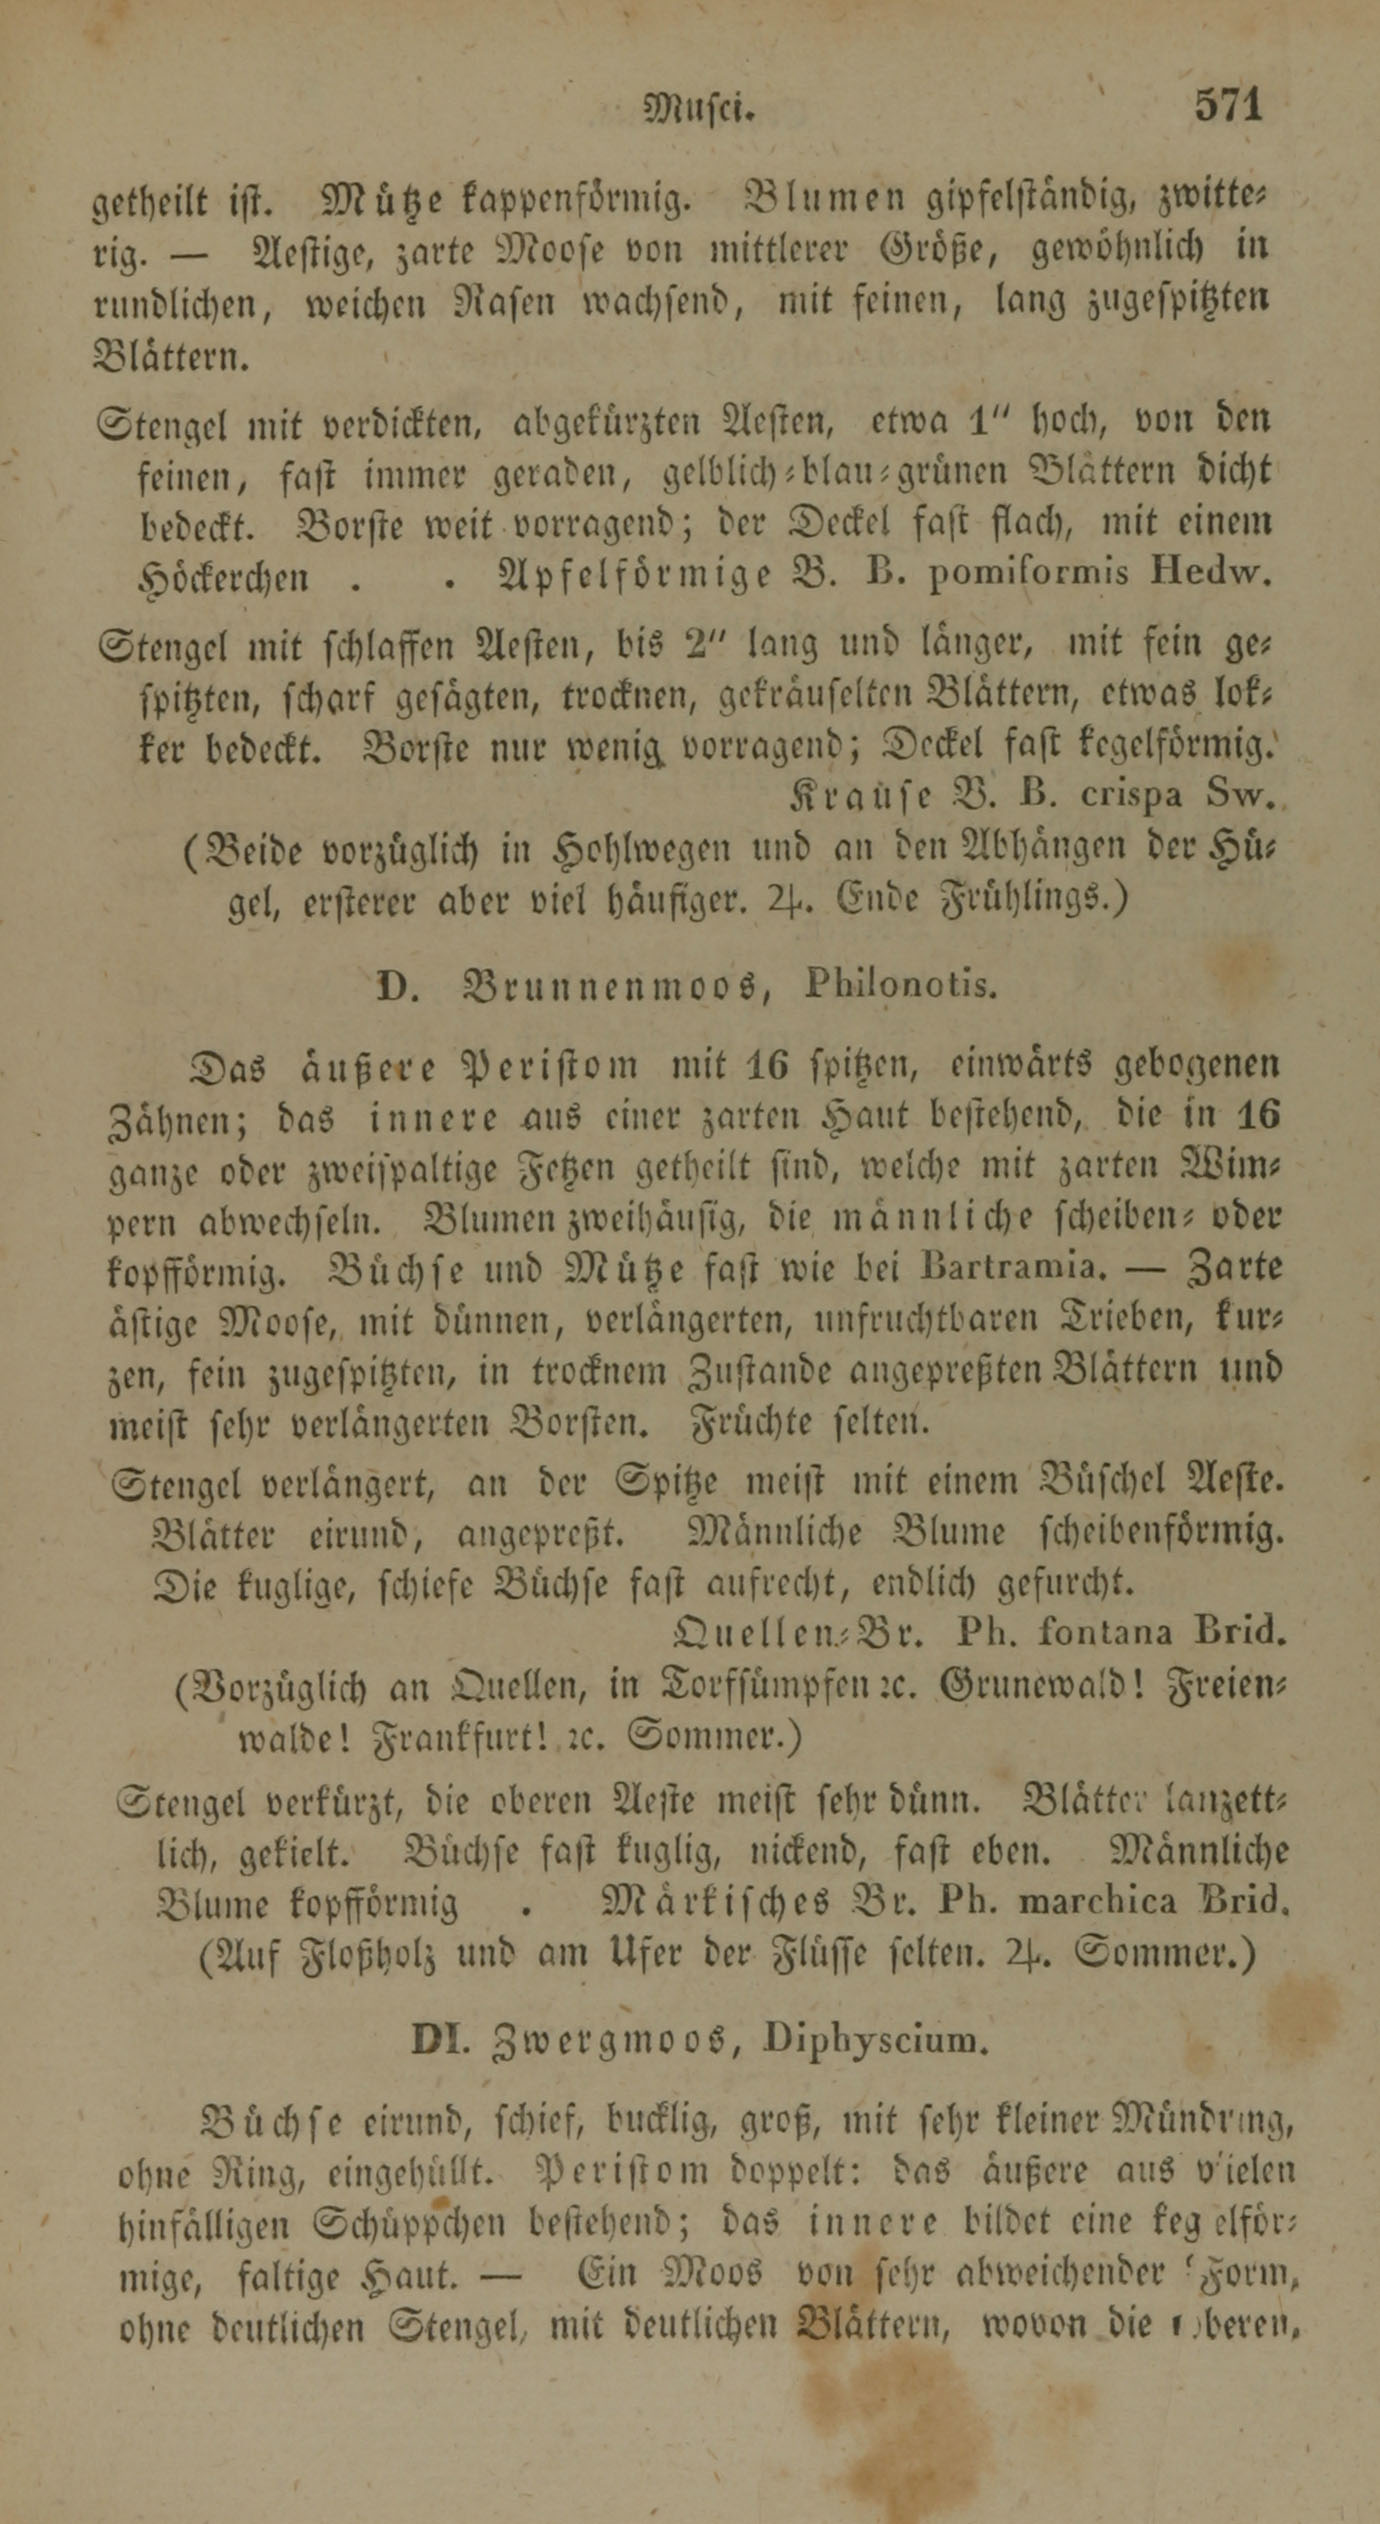 Musci. 571
getheilt ist. Mütze kappenförmig. Blumen gipfelständig, zwitte-
rig. — Aestige, zarte Moose von mittlerer Größe, gewöhnlich in
rundlichen, weichen Rasen wachsend, mit feinen, lang zugespitzten
Blättern.
Stengel mit verdickten, abgekürzten Aesten, etwa 1" hoch, von den
feinen, fast immer geraden, gelblich-blau-grünen Blättern dicht
bedeckt. Borste weit vorragend; der Deckel fast flach, mit einem
Höckerchen . . Apfelförmige B. B. pomiformis Hedw.
Stengel mit schlaffen Aesten, bis 2" lang und länger, mit fein ge-
spitzten, scharf gesägten, trocknen, gekräuselten Blättern, etwas lok-
ker bedeckt. Borste nur wenig vorragend; Deckel fast kegelförmig.
Krause B. B. crispa Sw.
(Beide vorzüglich in Hohlwegen und an den Abhängen der Hü-
gel, ersterer aber viel häufiger. ♃. Ende Frühlings.)
D. Brunnenmoos, Philonotis.
Das äußere Peristom mit 16 spitzen, einwärts gebogenen
Zähnen; das innere aus einer zarten Haut bestehend, die in 16
ganze oder zweispaltige Fetzen getheilt sind, welche mit zarten Wim-
pern abwechseln. Blumen zweihäusig, die männliche scheiben- oder
kopfförmig. Büchse und Mütze fast wie bei Bartramia. — Zarte
ästige Moose, mit dünnen, verlängerten, unfruchtbaren Trieben, kur-
zen, fein zugespitzten, in trocknem Zustande angepreßten Blättern und
meist sehr verlängerten Borsten. Früchte selten.
Stengel verlängert, an der Spitze meist mit einem Büschel Aeste.
Blätter eirund, angepreßt. Männliche Blume scheibenförmig.
Die kuglige, schiefe Büchse fast aufrecht, endlich gefurcht.
Quellen-Br. Ph. fontana Brid.
(Vorzüglich an Quellen, in Torfsümpfen ꝛc. Grunewald! Freien-
walde! Frankfurt! ꝛc. Sommer.)
Stengel verkürzt, die oberen Aeste meist sehr dünn. Blätter lanzett-
lich, gekielt. Büchse fast kuglig, nickend, fast eben. Männliche
Blume kopfförmig . Märkisches Br. Ph. marchica Brid.
(Auf Floßholz und am Ufer der Flüsse selten. ♃. Sommer.)
DI. Zwergmoos, Diphyscium.
Büchse eirund, schief, bucklig, groß, mit sehr kleiner Mündung,
ohne Ring, eingehüllt. Peristom doppelt: das äußere aus vielen
hinfälligen Schüppchen bestehend; das innere bildet eine kegelför-
mige, faltige Haut. — Ein Moos von sehr abweichender Form,
ohne deutlichen Stengel, mit deutlichen Blättern, wovon die oberen,